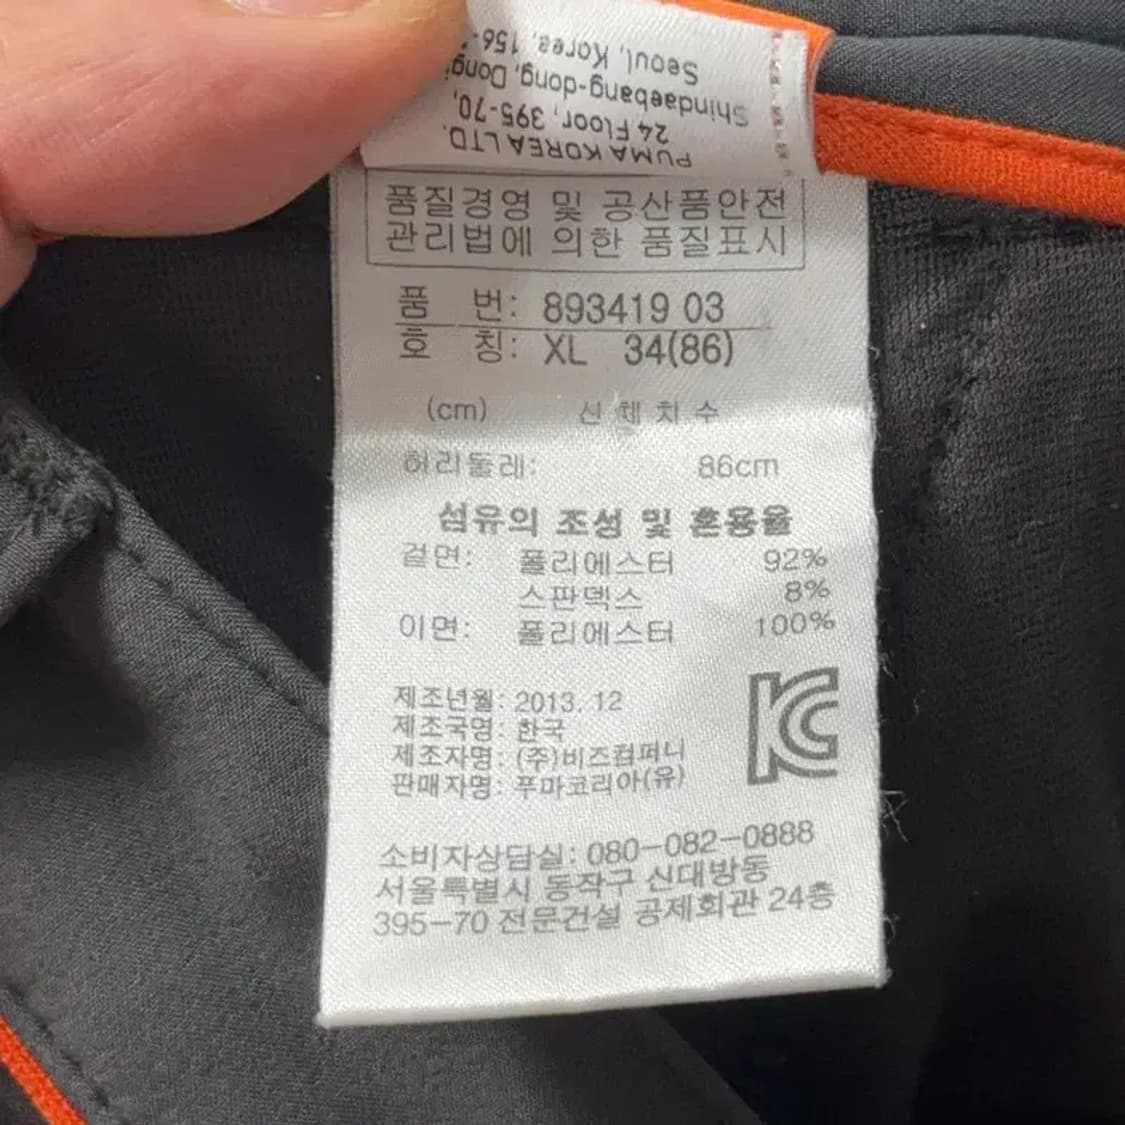 PUMA KOREA LTD.
24 Floor, 395-70,
Shindaebang-dong, Dong
Seoul, Korea, 156-
품질경영 및 공산품안전
관리법에 의한 품질표시
품 번: 893419 03
호 칭: XL 34(86)
(cm) 신체치수
허리둘레: 86cm
섬유의 조성 및 혼용율
겉면: 폴리에스터 92%
스판덱스 8%
이면: 폴리에스터 100%
제조년월: 2013. 12
제조국명: 한국
제조자명: (주)비즈컴퍼니
판매자명: 푸마코리아(유)
KC
소비자상담실: 080-082-0888
서울특별시 동작구 신대방동
395-70 전문건설 공제회관 24층